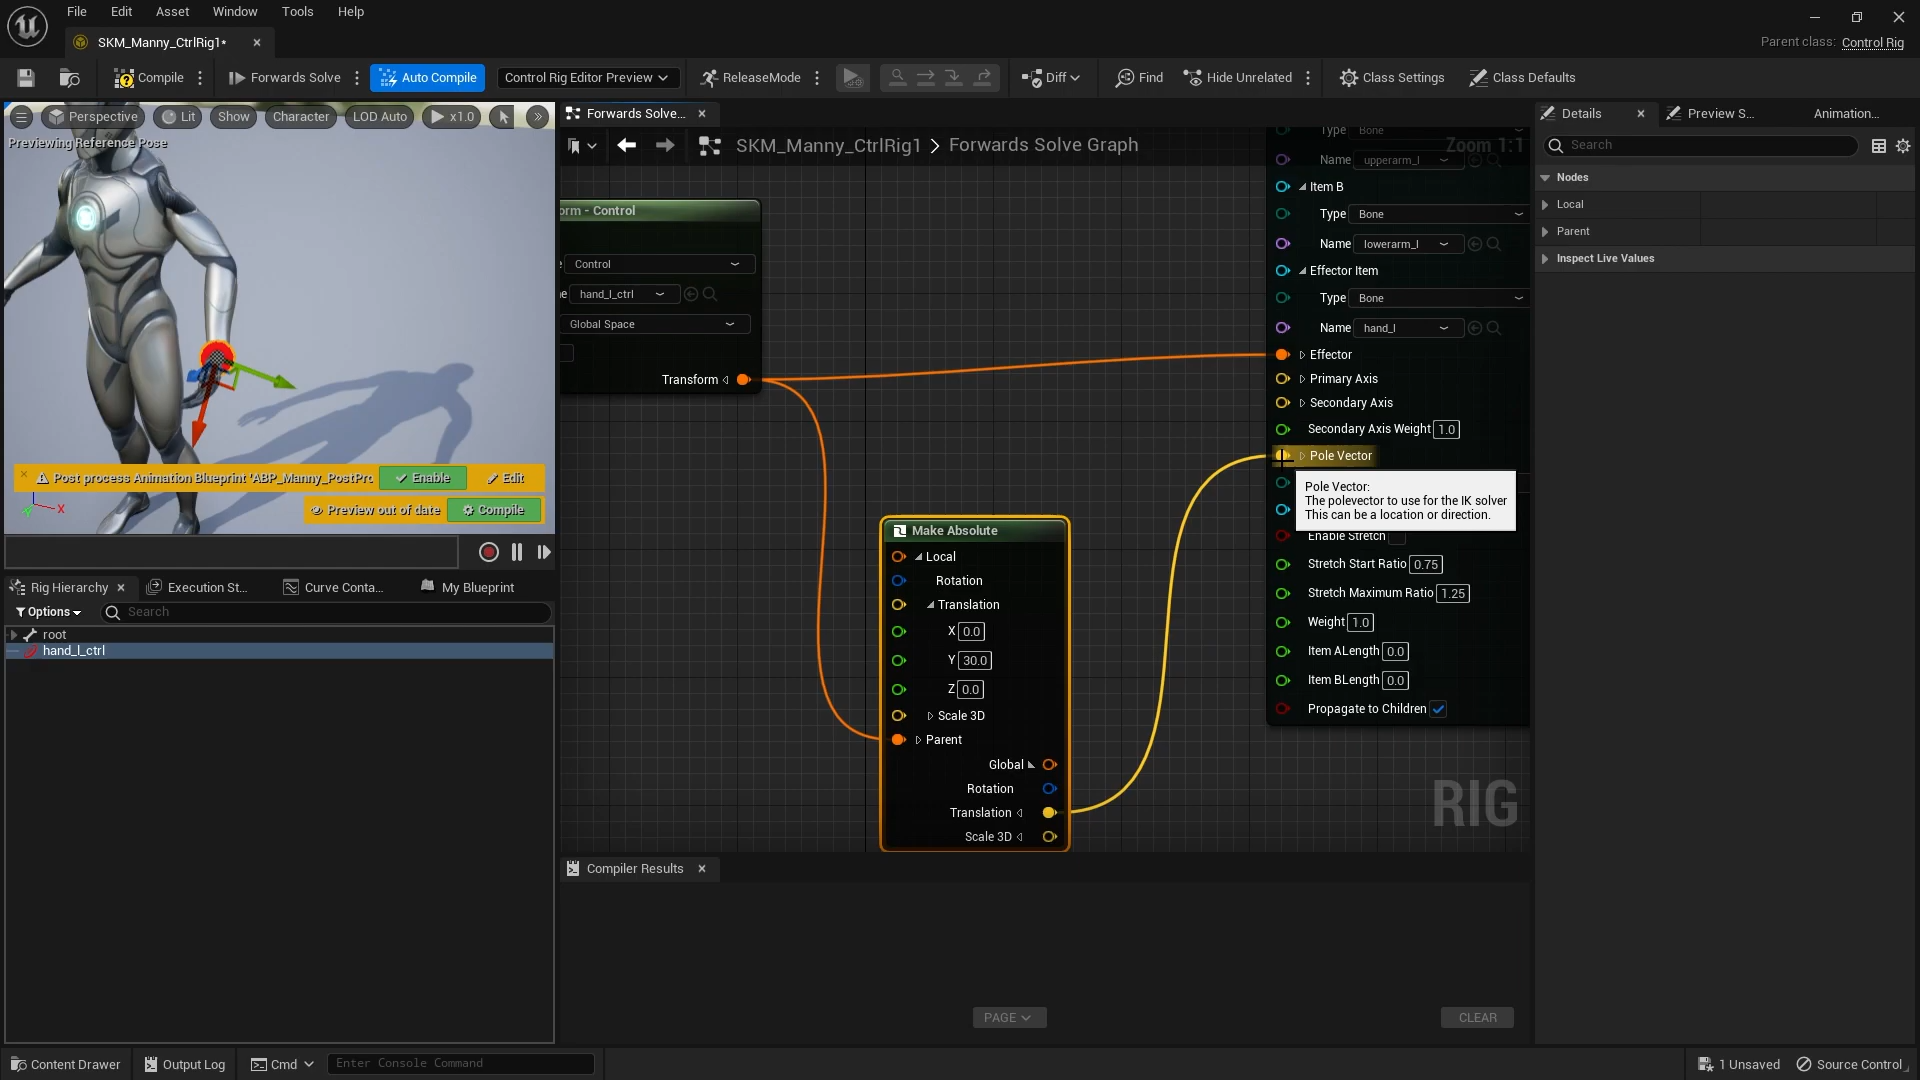 File Edit Asset Window Tools Help
SKM_Manny_CtrlRig1*
Parent class: Control Rig
Compile Forwards Solve Auto Compile Control Rig Editor Preview ReleaseMode Diff Find Hide Unrelated Class Settings Class Defaults
Perspective Lit Show Character LOD Auto x1.0
Previewing Reference Pose
Post process Animation Blueprint 'ABP_Manny_PostPro Enable Edit
Preview out of date Compile
X
Rig Hierarchy Execution St... Curve Conta... My Blueprint
Options Search
root
hand_l_ctrl
Forwards Solve...
SKM_Manny_CtrlRig1 > Forwards Solve Graph
Zoom 1:1
orm - Control
Control
hand_l_ctrl
Global Space
Transform
Make Absolute
Local
Rotation
Translation
X 0.0
Y 30.0
Z 0.0
Scale 3D
Parent
Global
Rotation
Translation
Scale 3D
Type Bone
Name upperarm_l
Item B
Type Bone
Name lowerarm_l
Effector Item
Type Bone
Name hand_l
Effector
Primary Axis
Secondary Axis
Secondary Axis Weight 1.0
Pole Vector
Pole Vector:
The polevector to use for the IK solver
This can be a location or direction.
Enable Stretch
Stretch Start Ratio 0.75
Stretch Maximum Ratio 1.25
Weight 1.0
Item ALength 0.0
Item BLength 0.0
Propagate to Children
RIG
Compiler Results
PAGE CLEAR
Details Preview S... Animation...
Search
Nodes
Local
Parent
Inspect Live Values
Content Drawer Output Log Cmd Enter Console Command
1 Unsaved Source Control